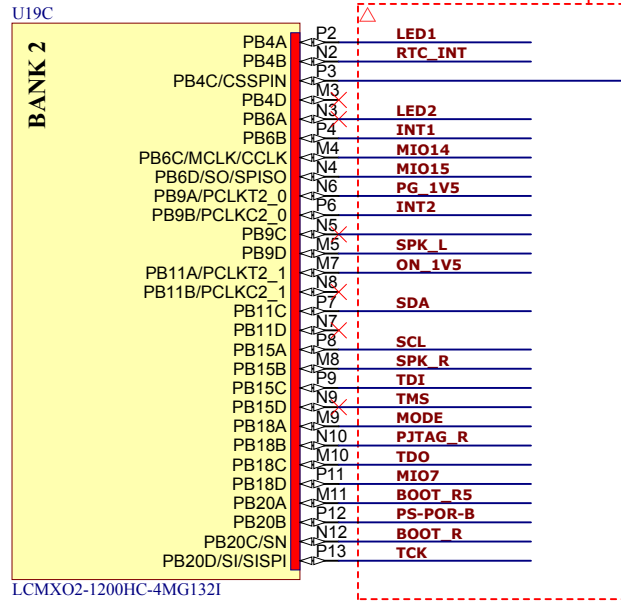 U19C
BANK 2
PB4A P2 LED1
PB4B N2 RTC_INT
PB4C/CSSPIN P3
PB4D M3
PB6A N3 LED2
PB6B P4 INT1
PB6C/MCLK/CCLK M4 MIO14
PB6D/SO/SPISO N4 MIO15
PB9A/PCLKT2_0 N6 PG_1V5
PB9B/PCLKC2_0 P6 INT2
PB9C N5
PB9D M5 SPK_L
PB11A/PCLKT2_1 M7 ON_1V5
PB11B/PCLKC2_1 N8
PB11C P7 SDA
PB11D N7
PB15A P8 SCL
PB15B M8 SPK_R
PB15C P9 TDI
PB15D N9 TMS
PB18A M9 MODE
PB18B N10 PJTAG_R
PB18C M10 TDO
PB18D P11 MIO7
PB20A M11 BOOT_R5
PB20B P12 PS-POR-B
PB20C/SN N12 BOOT_R
PB20D/SI/SISPI P13 TCK
LCMXO2-1200HC-4MG132I